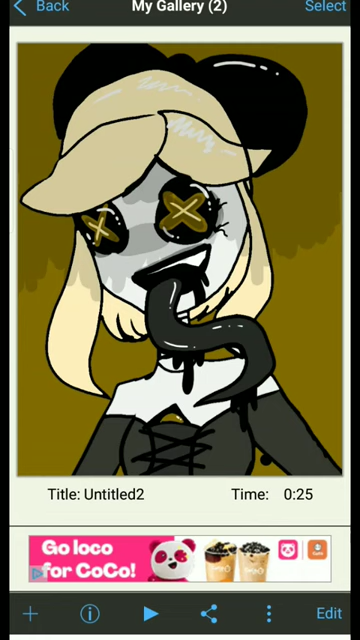 Back
My Gallery (2)
Select
Title: Untitled2
Time: 0:25
Go loco
for CoCo!
Edit